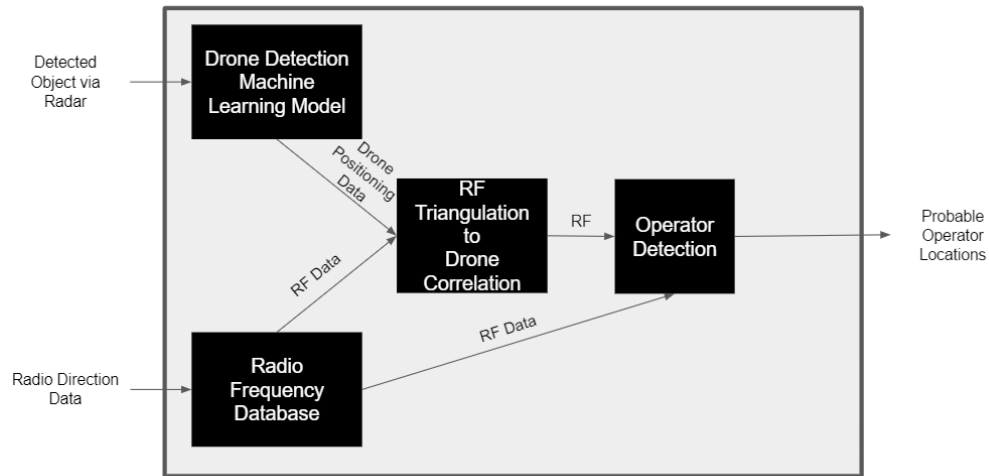 Detected
Object via
Radar
Drone Detection
Machine
Learning Model
Drone
Positioning
Data
RF
Triangulation
to
Drone
Correlation
RF
Operator
Detection
Probable
Operator
Locations
RF Data
RF Data
Radio Direction
Data
Radio
Frequency
Database